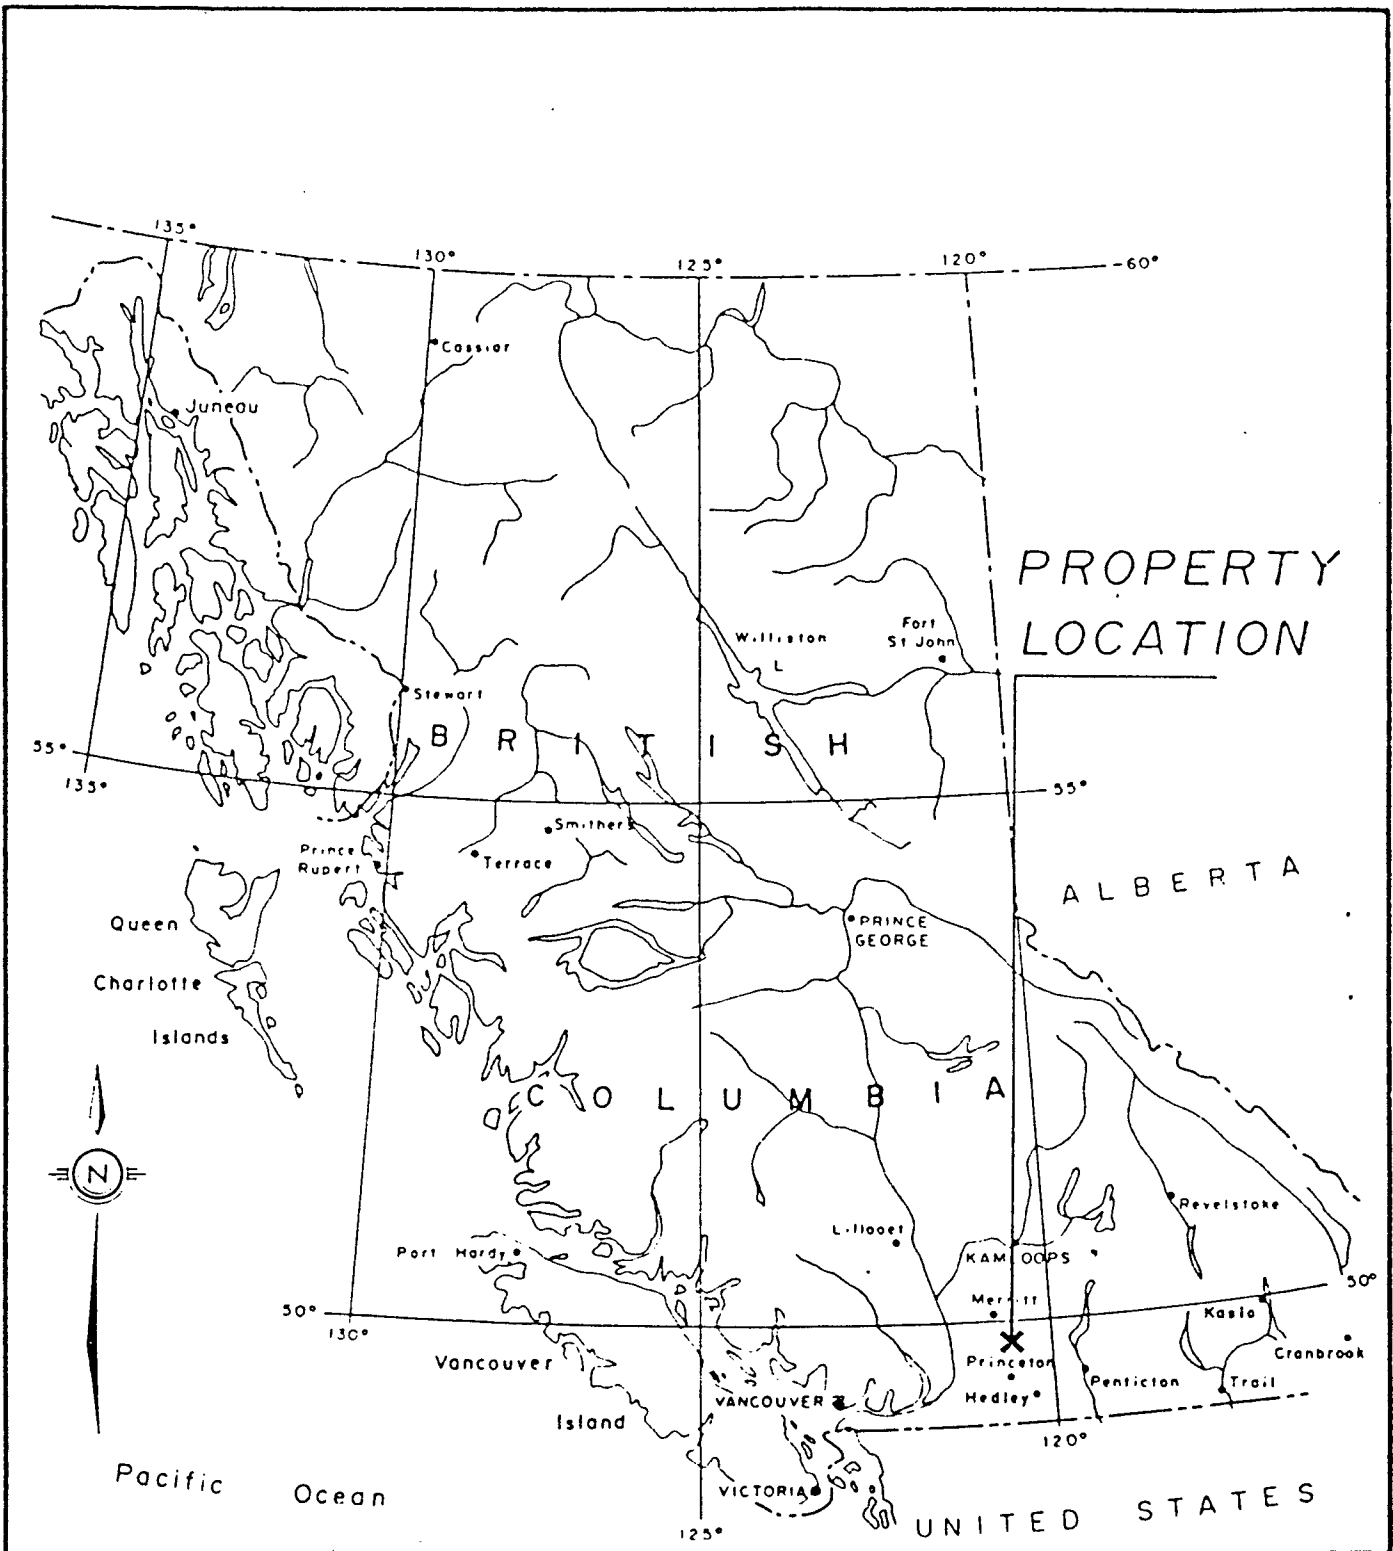 135°
130°
125°
120°
-60°
Cassiar
Juneau
PROPERTY
LOCATION
Williston
L
Fort
St John
Stewart
BRITISH
55°
135°
55°
Smithers
Prince
Rupert
Terrace
ALBERTA
Queen
Charlotte
Islands
PRINCE
GEORGE
COLUMBIA
N
Revelstoke
Lillooet
Port Hardy
KAMLOOPS
50°
Merritt
Kaslo
50°
130°
Vancouver
Island
Princeton
Cranbrook
Penticton
Trail
Hedley
VANCOUVER
120°
Pacific Ocean
VICTORIA
125°
UNITED STATES